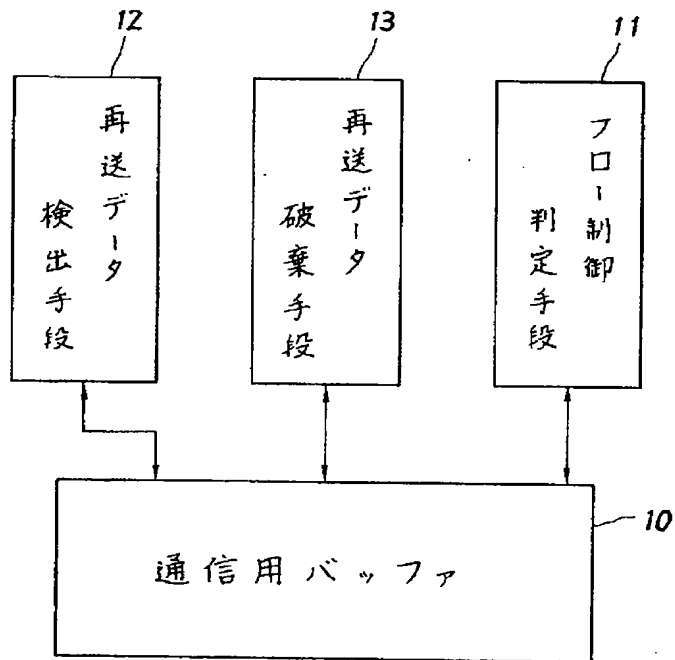 12
再送データ
検出手段
13
再送データ
破棄手段
11
フロー制御
判定手段
10
通信用バッファ